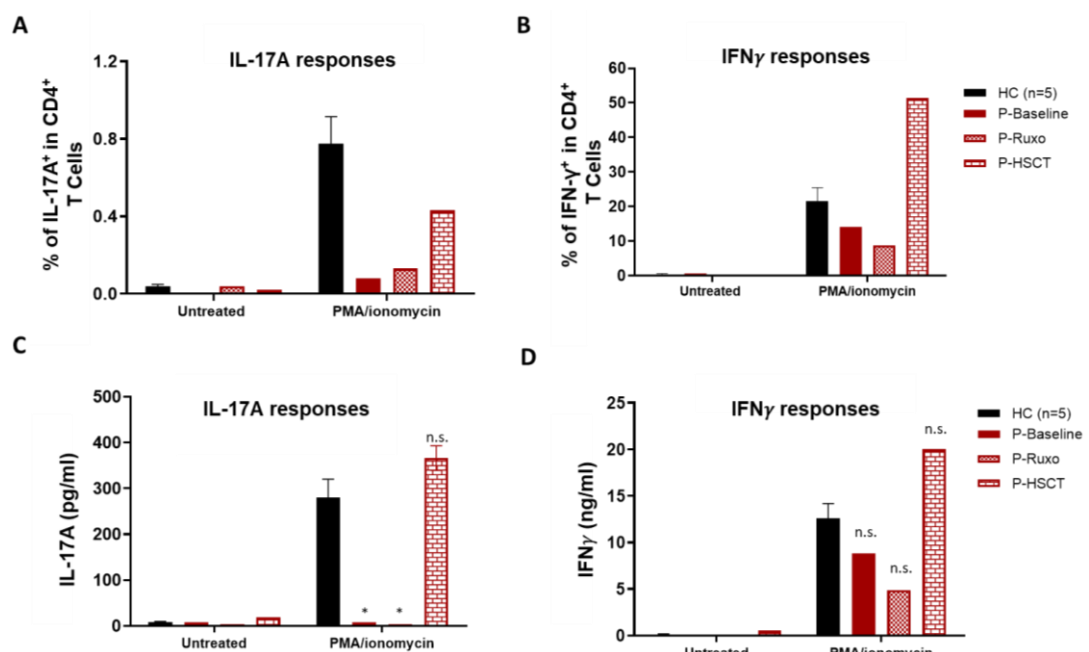 A
IL-17A responses
% of IL-17A⁺ in CD4⁺
T Cells
1.2
0.8
0.4
0.0
Untreated
PMA/ionomycin
B
IFNγ responses
% of IFN-γ⁺ in CD4⁺
T Cells
60
50
40
30
20
10
0
Untreated
PMA/ionomycin
HC (n=5)
P-Baseline
P-Ruxo
P-HSCT
C
IL-17A responses
IL-17A (pg/ml)
500
400
300
200
100
0
n.s.
*
*
Untreated
PMA/ionomycin
D
IFNγ responses
IFNγ (ng/ml)
25
20
15
10
5
0
n.s.
n.s.
n.s.
Untreated
PMA/ionomycin
HC (n=5)
P-Baseline
P-Ruxo
P-HSCT